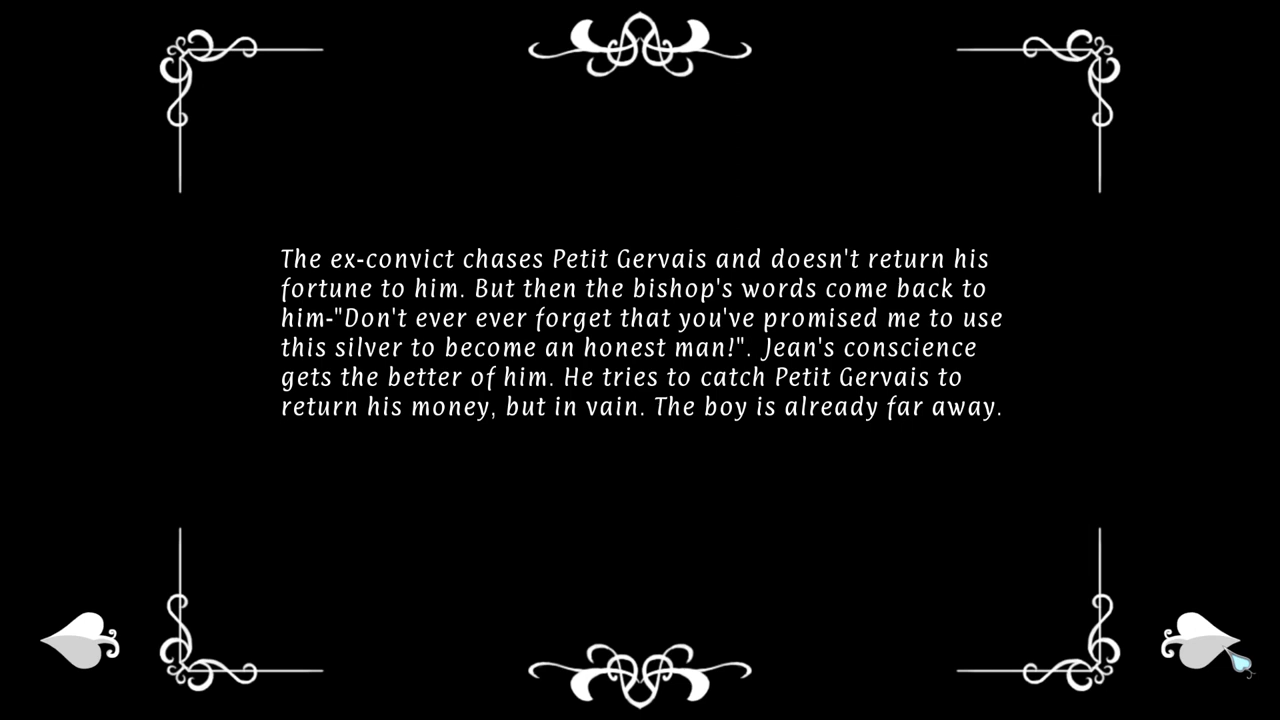 The ex-convict chases Petit Gervais and doesn't return his
fortune to him. But then the bishop's words come back to
him-"Don't ever ever forget that you've promised me to use
this silver to become an honest man!". Jean's conscience
gets the better of him. He tries to catch Petit Gervais to
return his money, but in vain. The boy is already far away.